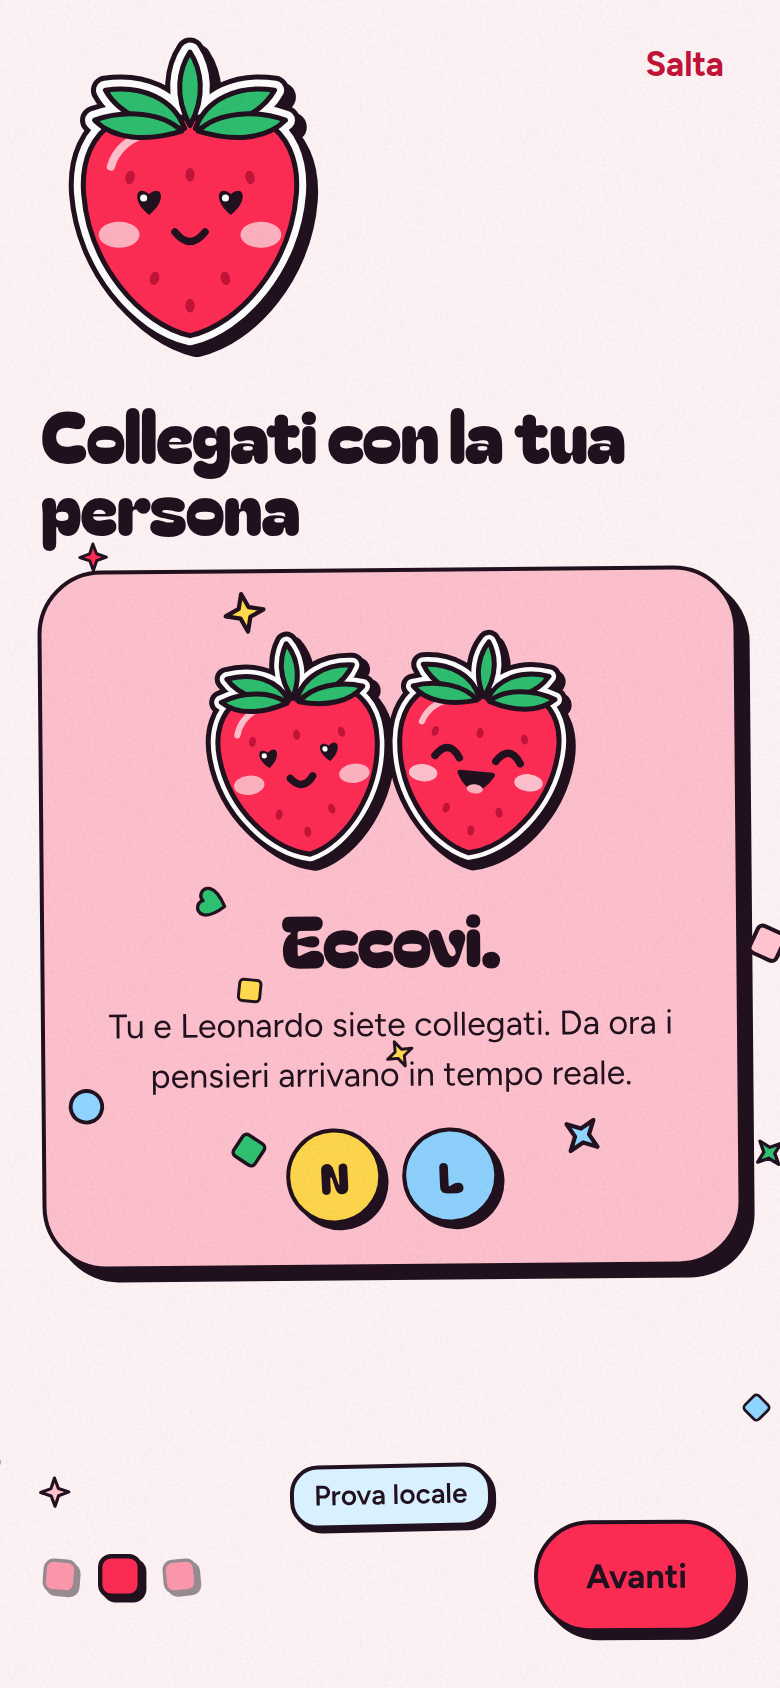 Salta
Collegati con la tua
persona
Eccovi.
Tu e Leonardo siete collegati. Da ora i
pensieri arrivano in tempo reale.
N L
Prova locale
Avanti